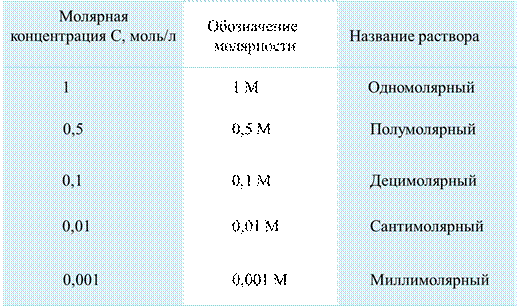 Молярная концентрация С, моль/л Обозначение молярности Название раствора
1 1 М Одномолярный
0,5 0,5 М Полумолярный
0,1 0,1 М Децимолярный
0,01 0,01 М Сантимолярный
0,001 0,001 М Миллимолярный